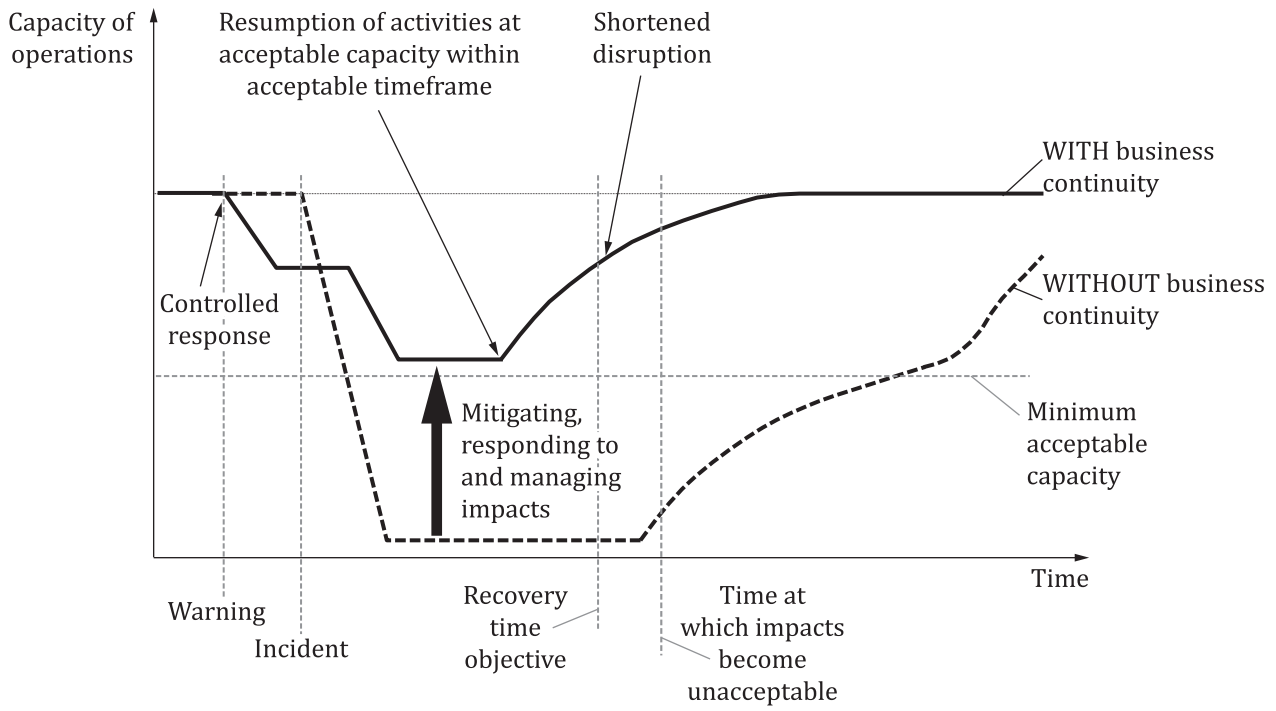 Capacity of
operations
Resumption of activities at
acceptable capacity within
acceptable timeframe
Shortened
disruption
WITH business
continuity
Controlled
response
WITHOUT business
continuity
Mitigating,
responding to
and managing
impacts
Minimum
acceptable
capacity
Time
Warning
Incident
Recovery
time
objective
Time at
which impacts
become
unacceptable